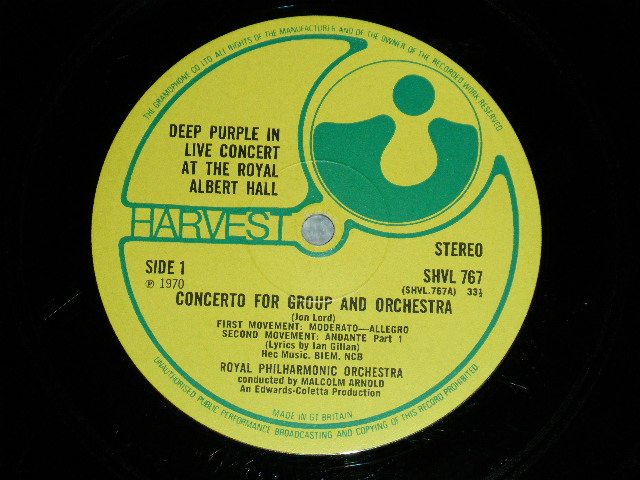 THE GRAMOPHONE CO LTD. ALL RIGHTS OF THE MANUFACTURER AND OF THE OWNER OF THE RECORDED WORK RESERVED
DEEP PURPLE IN
LIVE CONCERT
AT THE ROYAL
ALBERT HALL
HARVEST
STEREO
SIDE 1
SHVL 767
℗ 1970
(SHVL.767A) 33⅓
CONCERTO FOR GROUP AND ORCHESTRA
(Jon Lord)
FIRST MOVEMENT: MODERATO—ALLEGRO
SECOND MOVEMENT: ANDANTE Part 1
(Lyrics by Ian Gillan)
Hec Music, BIEM, NCB
ROYAL PHILHARMONIC ORCHESTRA
conducted by MALCOLM ARNOLD
An Edwards-Coletta Production
MADE IN GT BRITAIN
UNAUTHORISED PUBLIC PERFORMANCE BROADCASTING AND COPYING OF THIS RECORD PROHIBITED